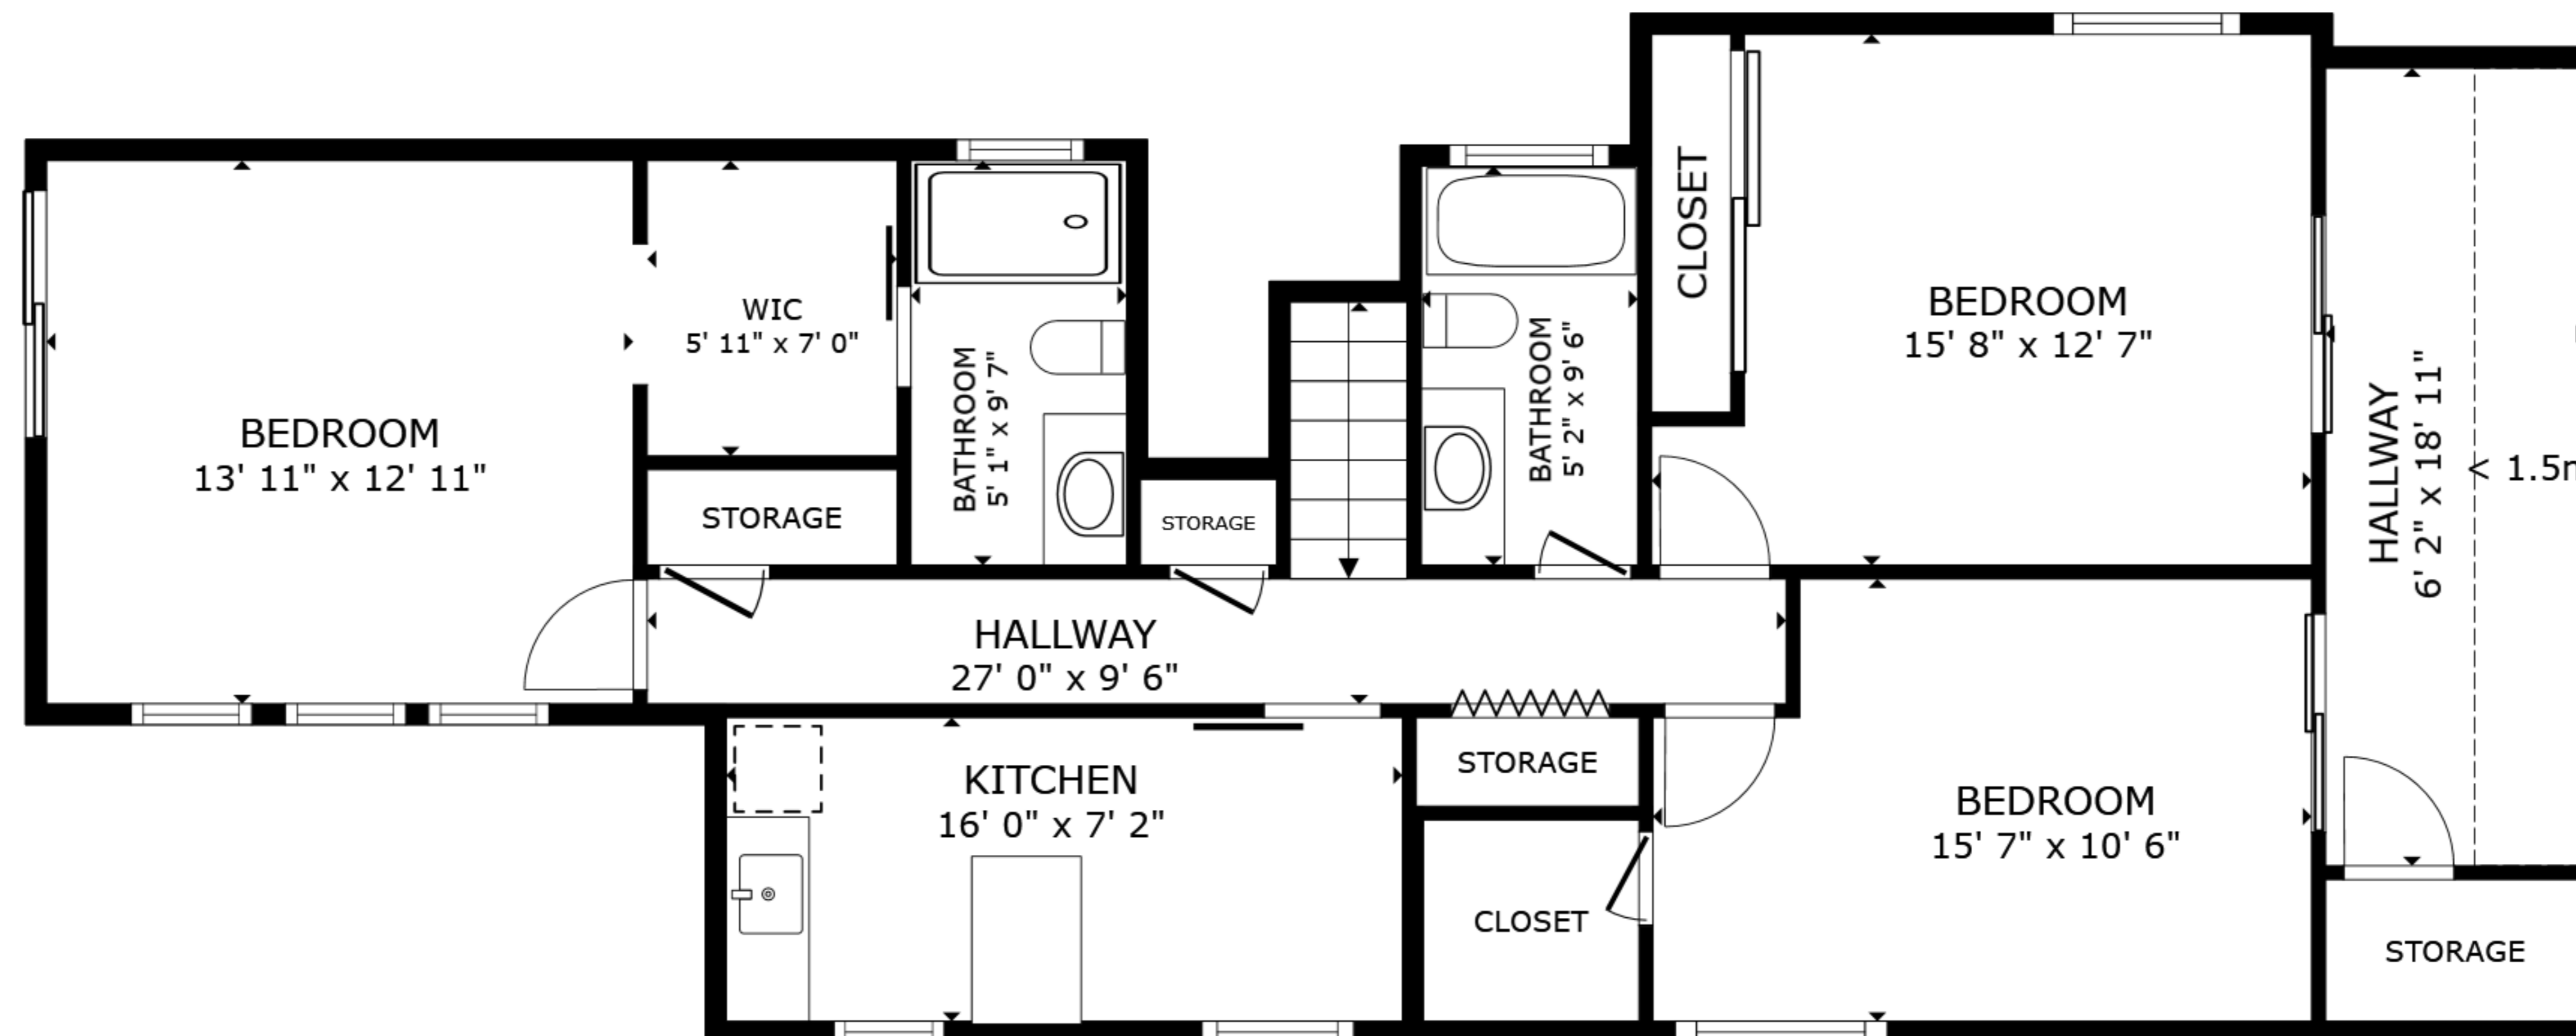 BEDROOM
13' 11" x 12' 11"
WIC
5' 11" x 7' 0"
STORAGE
BATHROOM
5' 1" x 9' 7"
STORAGE
BATHROOM
5' 2" x 9' 6"
CLOSET
BEDROOM
15' 8" x 12' 7"
HALLWAY
6' 2" x 18' 11"
< 1.5m
HALLWAY
27' 0" x 9' 6"
KITCHEN
16' 0" x 7' 2"
STORAGE
CLOSET
BEDROOM
15' 7" x 10' 6"
STORAGE